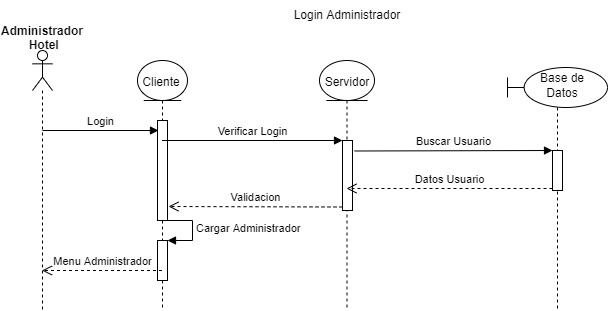 Login Administrador
Administrador
Hotel
Cliente
Servidor
Base de
Datos
Login
Verificar Login
Buscar Usuario
Datos Usuario
Validacion
Cargar Administrador
Menu Administrador